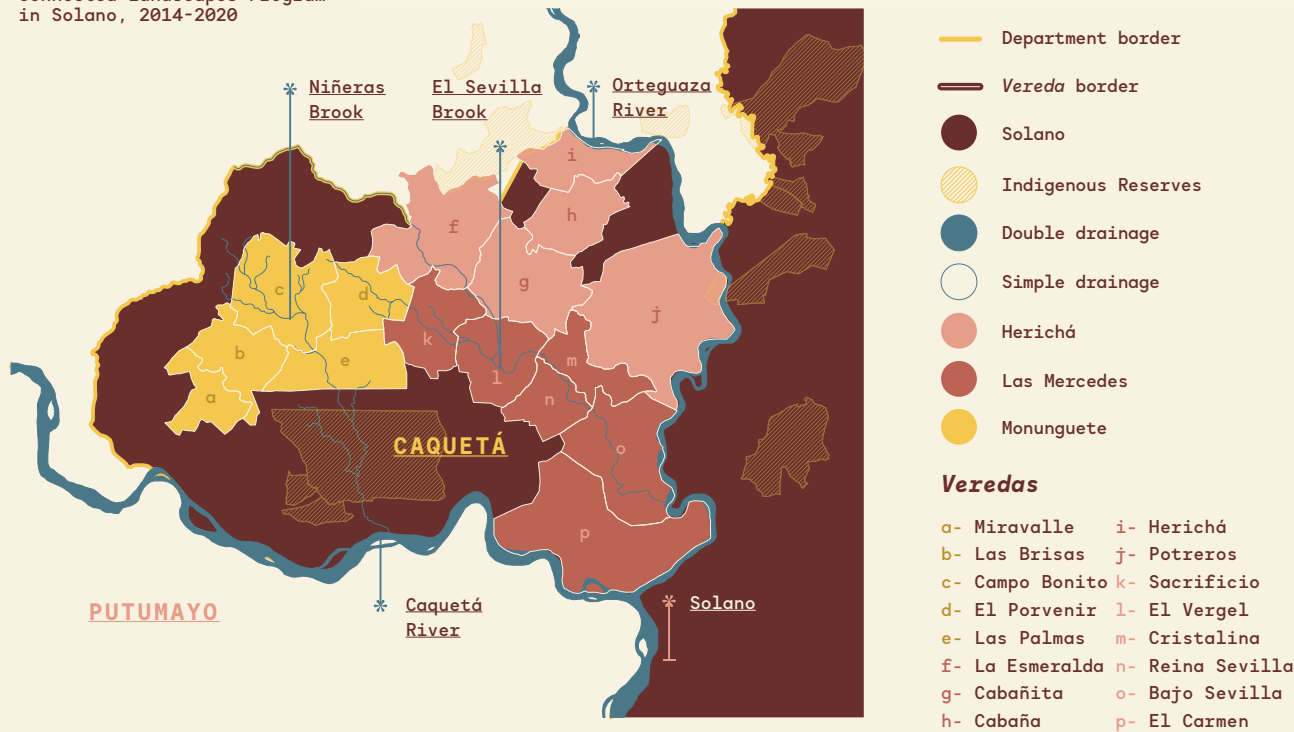 in Solano, 2014-2020
Niñeras
Brook
El Sevilla
Brook
Orteguaza
River
i
h
f
g
c
d
j
k
b
e
m
l
a
n
CAQUETÁ
o
p
PUTUMAYO
Caquetá
River
Solano
Department border
Vereda border
Solano
Indigenous Reserves
Double drainage
Simple drainage
Herichá
Las Mercedes
Monunguete
Veredas
a- Miravalle
b- Las Brisas
c- Campo Bonito
d- El Porvenir
e- Las Palmas
f- La Esmeralda
g- Cabañita
h- Cabaña
i- Herichá
j- Potreros
k- Sacrificio
l- El Vergel
m- Cristalina
n- Reina Sevilla
o- Bajo Sevilla
p- El Carmen